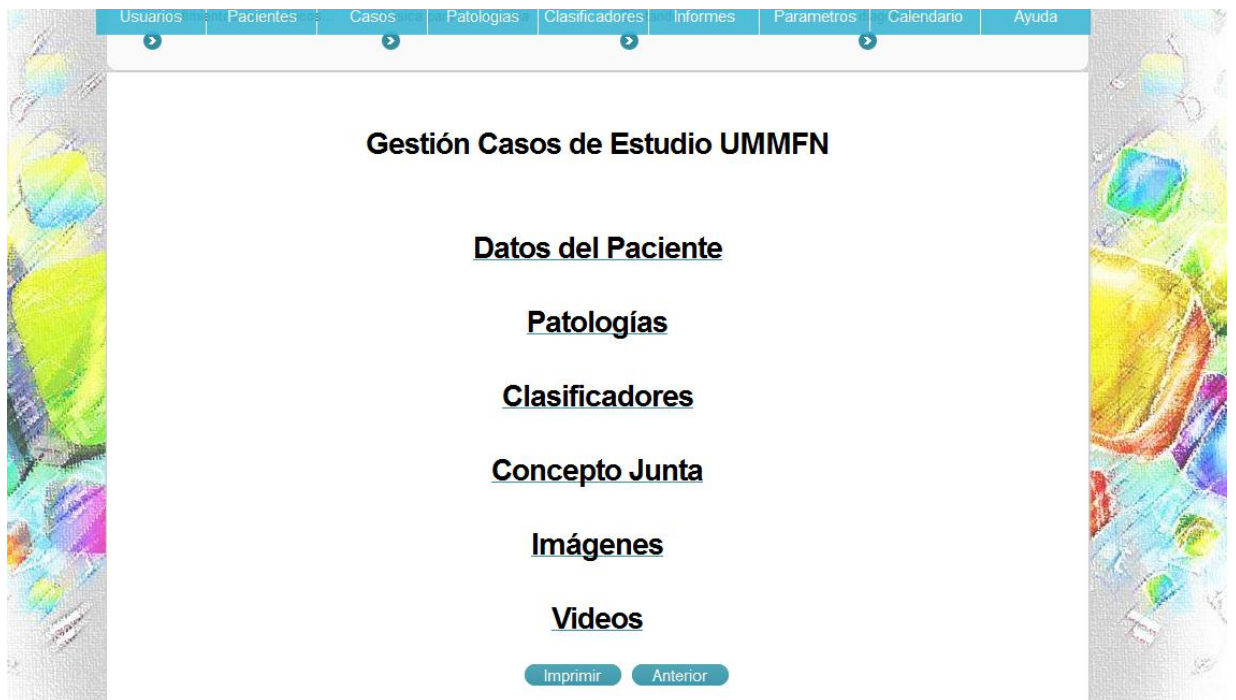 Usuarios Pacientes Casos Patologias Clasificadores Informes Parametros Calendario Ayuda
Gestión Casos de Estudio UMMFN
Datos del Paciente
Patologías
Clasificadores
Concepto Junta
Imágenes
Videos
Imprimir Anterior